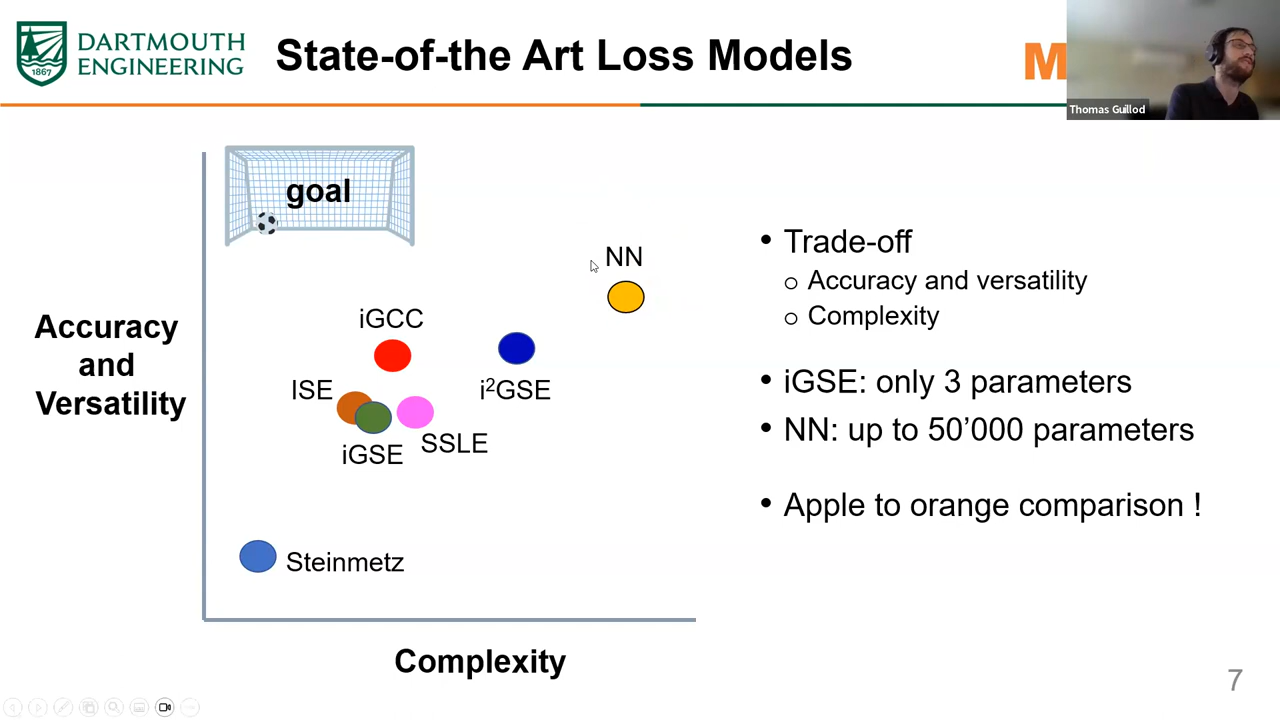 DARTMOUTH
ENGINEERING
1867
State-of-the Art Loss Models
M
Thomas Guillod
goal
NN
iGCC
ISE
i²GSE
iGSE
SSLE
Steinmetz
Accuracy
and
Versatility
Complexity
• Trade-off
o Accuracy and versatility
o Complexity
• iGSE: only 3 parameters
• NN: up to 50’000 parameters
• Apple to orange comparison !
7